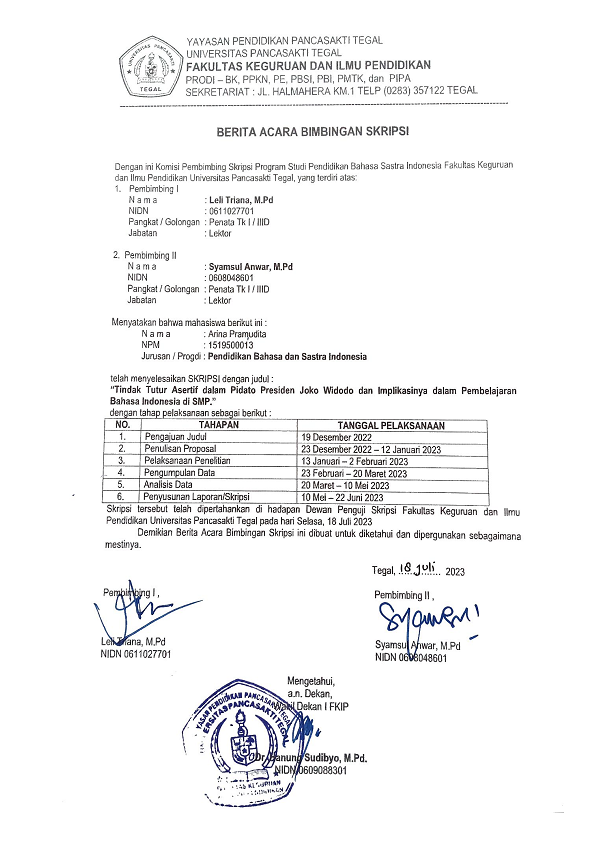 YAYASAN PENDIDIKAN PANCASAKTI TEGAL
UNIVERSITAS PANCASAKTI TEGAL
FAKULTAS KEGURUAN DAN ILMU PENDIDIKAN
PRODI – BK, PPKN, PE, PBSI, PBI, PMTK, dan PIPA
SEKRETARIAT : JL. HALMAHERA KM.1 TELP (0283) 357122 TEGAL
UNIVERSITAS PANCASAKTI
TEGAL
BERITA ACARA BIMBINGAN SKRIPSI
Dengan ini Komisi Pembimbing Skripsi Program Studi Pendidikan Bahasa Sastra Indonesia Fakultas Keguruan
dan Ilmu Pendidikan Universitas Pancasakti Tegal, yang terdiri atas:
1. Pembimbing I
N a m a : Leli Triana, M.Pd
NIDN : 0611027701
Pangkat / Golongan : Penata Tk I / IIID
Jabatan : Lektor
2. Pembimbing II
N a m a : Syamsul Anwar, M.Pd
NIDN : 0608048601
Pangkat / Golongan : Penata Tk I / IIID
Jabatan : Lektor
Menyatakan bahwa mahasiswa berikut ini :
N a m a : Arina Pramudita
NPM : 1519500013
Jurusan / Progdi : Pendidikan Bahasa dan Sastra Indonesia
telah menyelesaikan SKRIPSI dengan judul :
“Tindak Tutur Asertif dalam Pidato Presiden Joko Widodo dan Implikasinya dalam Pembelajaran
Bahasa Indonesia di SMP.”
dengan tahap pelaksanaan sebagai berikut :
NO. TAHAPAN TANGGAL PELAKSANAAN
1. Pengajuan Judul 19 Desember 2022
2. Penulisan Proposal 23 Desember 2022 – 12 Januari 2023
3. Pelaksanaan Penelitian 13 Januari – 2 Februari 2023
4. Pengumpulan Data 23 Februari – 20 Maret 2023
5. Analisis Data 20 Maret – 10 Mei 2023
6. Penyusunan Laporan/Skripsi 10 Mei – 22 Juni 2023
Skripsi tersebut telah dipertahankan di hadapan Dewan Penguji Skripsi Fakultas Keguruan dan Ilmu
Pendidikan Universitas Pancasakti Tegal pada hari Selasa, 18 Juli 2023
Demikian Berita Acara Bimbingan Skripsi ini dibuat untuk diketahui dan dipergunakan sebagaimana
mestinya.
Tegal, 18 Juli 2023
Pembimbing I ,
Leli Triana, M,Pd
NIDN 0611027701
Pembimbing II ,
Syamsul Anwar, M.Pd
NIDN 0608048601
Mengetahui,
a.n. Dekan,
Wakil Dekan I FKIP
YAYASAN PENDIDIKAN PANCASAKTI TEGAL
UNIVERSITAS PANCASAKTI TEGAL
Dr. Hanung Sudibyo, M.Pd.
NIDN 0609088301